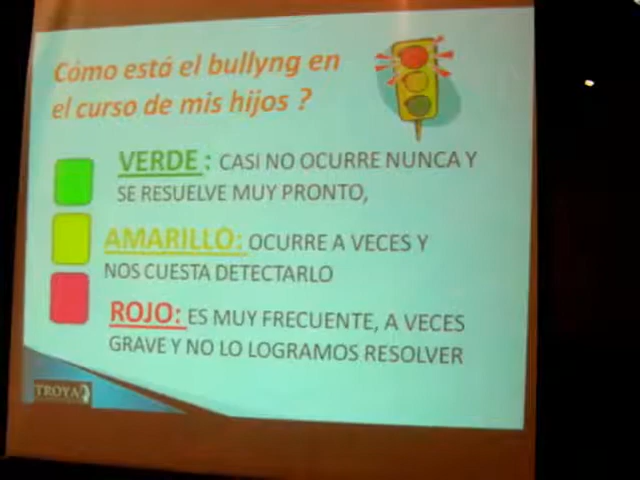 Cómo está el bullyng en
el curso de mis hijos ?
VERDE : CASI NO OCURRE NUNCA Y
SE RESUELVE MUY PRONTO,
AMARILLO: OCURRE A VECES Y
NOS CUESTA DETECTARLO
ROJO: ES MUY FRECUENTE, A VECES
GRAVE Y NO LO LOGRAMOS RESOLVER
TROYA